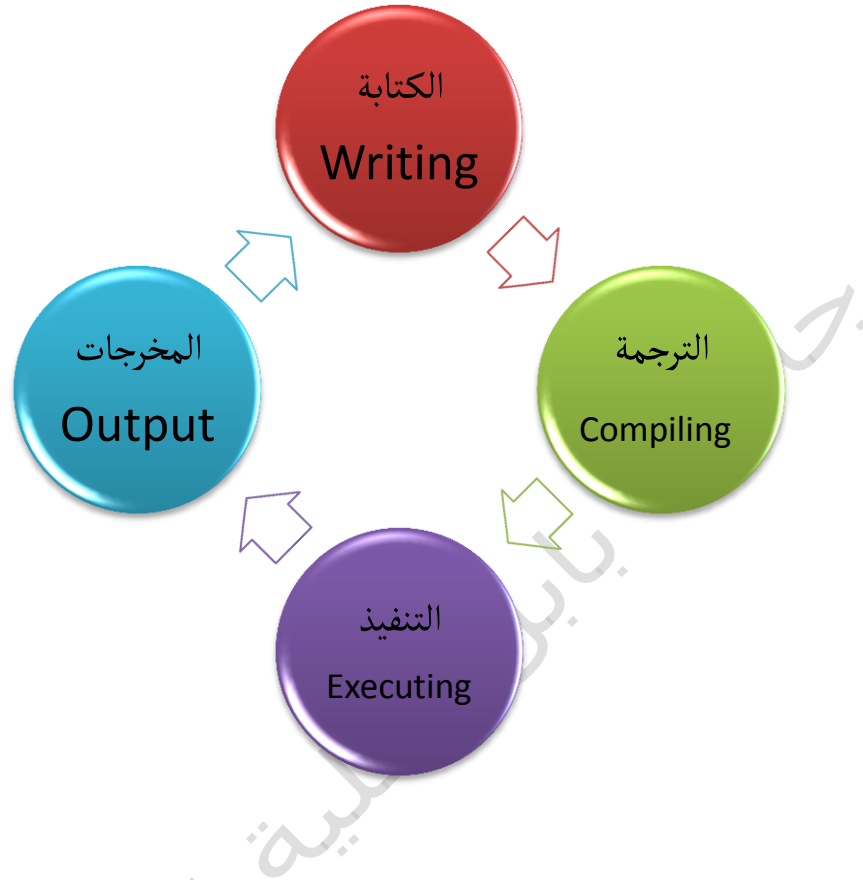 الكتابة
Writing
الترجمة
Compiling
التنفيذ
Executing
المخرجات
Output